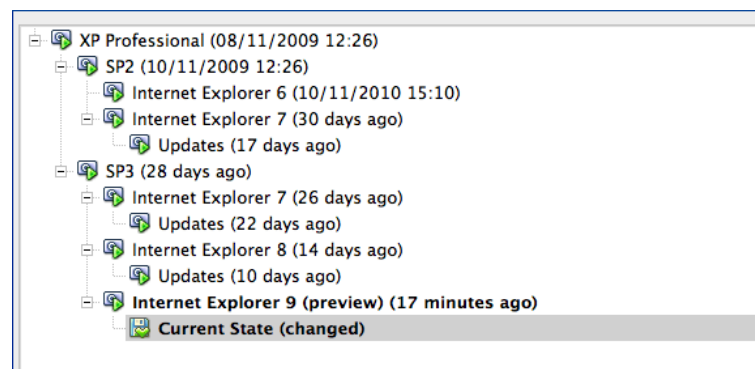 XP Professional (08/11/2009 12:26)
SP2 (10/11/2009 12:26)
Internet Explorer 6 (10/11/2010 15:10)
Internet Explorer 7 (30 days ago)
Updates (17 days ago)
SP3 (28 days ago)
Internet Explorer 7 (26 days ago)
Updates (22 days ago)
Internet Explorer 8 (14 days ago)
Updates (10 days ago)
Internet Explorer 9 (preview) (17 minutes ago)
Current State (changed)